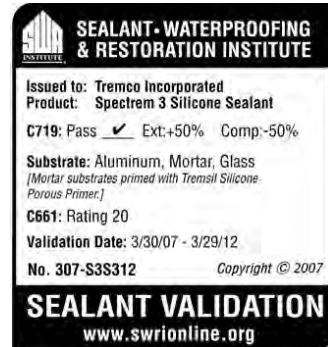 SWR
INSTITUTE
SEALANT • WATERPROOFING
& RESTORATION INSTITUTE
Issued to: Tremco Incorporated
Product: Spectrem 3 Silicone Sealant
C719: Pass ✔ Ext:+50% Comp:-50%
Substrate: Aluminum, Mortar, Glass
[Mortar substrates primed with Tremsil Silicone
Porous Primer.]
C661: Rating 20
Validation Date: 3/30/07 - 3/29/12
No. 307-S3S312 Copyright © 2007
SEALANT VALIDATION
www.swrionline.org